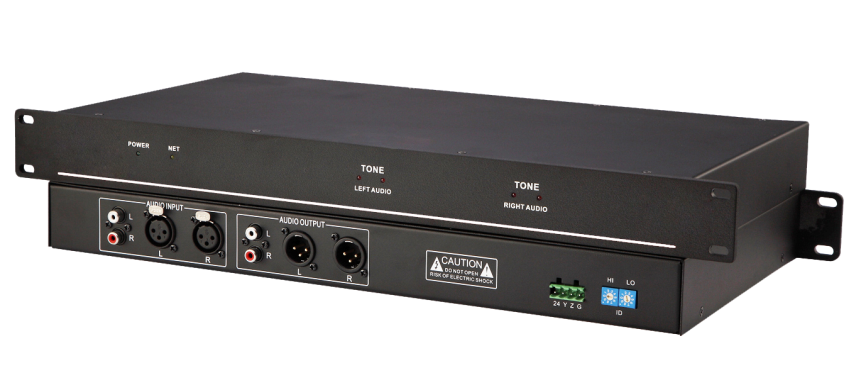 POWER
NET
TONE
LEFT AUDIO
TONE
RIGHT AUDIO
AUDIO INPUT
L
R
L
R
AUDIO OUTPUT
L
R
L
R
CAUTION
DO NOT OPEN
RISK OF ELECTRIC SHOCK
24 Y Z G
HI LO
ID